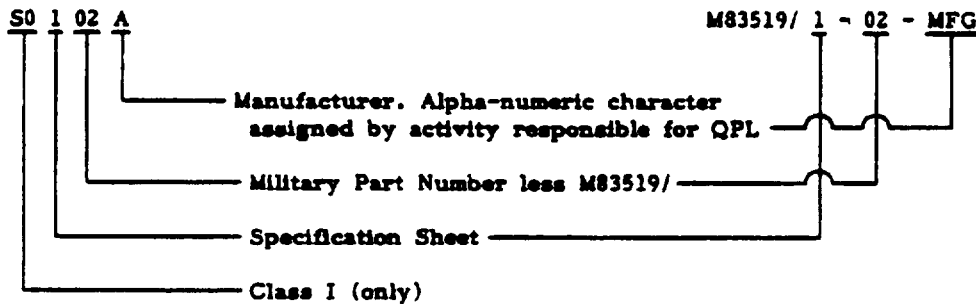 S0 1 02 A M83519/ 1 - 02 - MFG
Manufacturer. Alpha-numeric character
assigned by activity responsible for QPL
Military Part Number less M83519/
Specification Sheet
Class I (only)